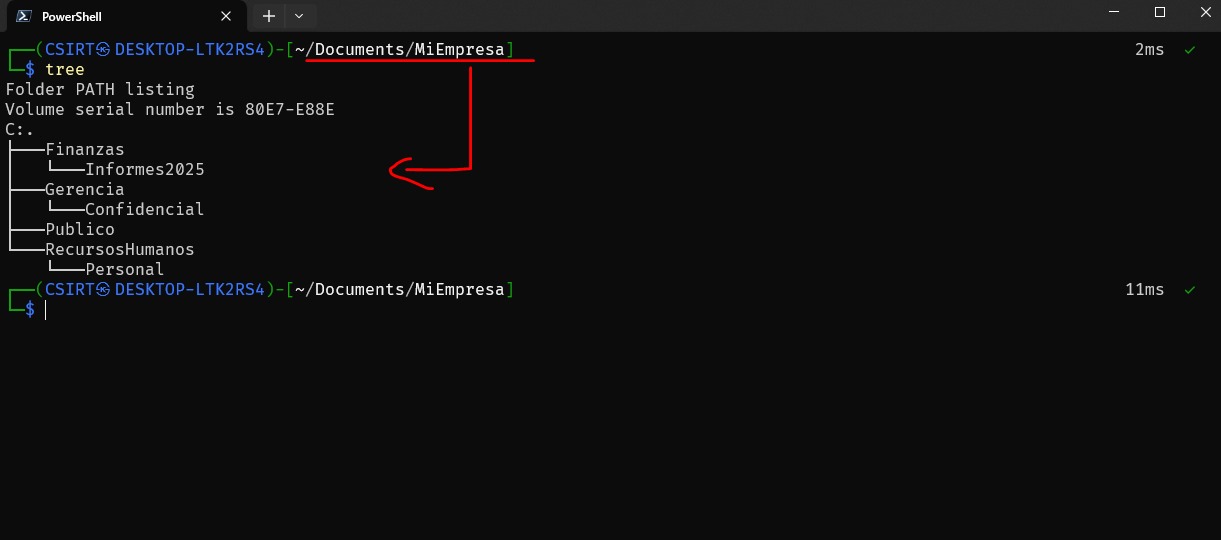 PowerShell
┌──(CSIRT㉿DESKTOP-LTK2RS4)-[~/Documents/MiEmpresa] 2ms ✓
└─$ tree
Folder PATH listing
Volume serial number is 80E7-E88E
C:.
├───Finanzas
│   └───Informes2025
├───Gerencia
│   └───Confidencial
├───Publico
└───RecursosHumanos
    └───Personal
┌──(CSIRT㉿DESKTOP-LTK2RS4)-[~/Documents/MiEmpresa] 11ms ✓
└─$